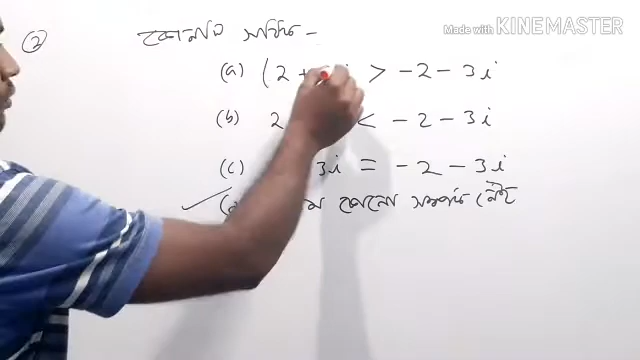 Made with KINEMASTER
② কোনটি সঠিক -
(a) (2 + i > -2 - 3i
(b) 2 < -2 - 3i
(c) 3i = -2 - 3i
কোনো সম্পর্ক নেই